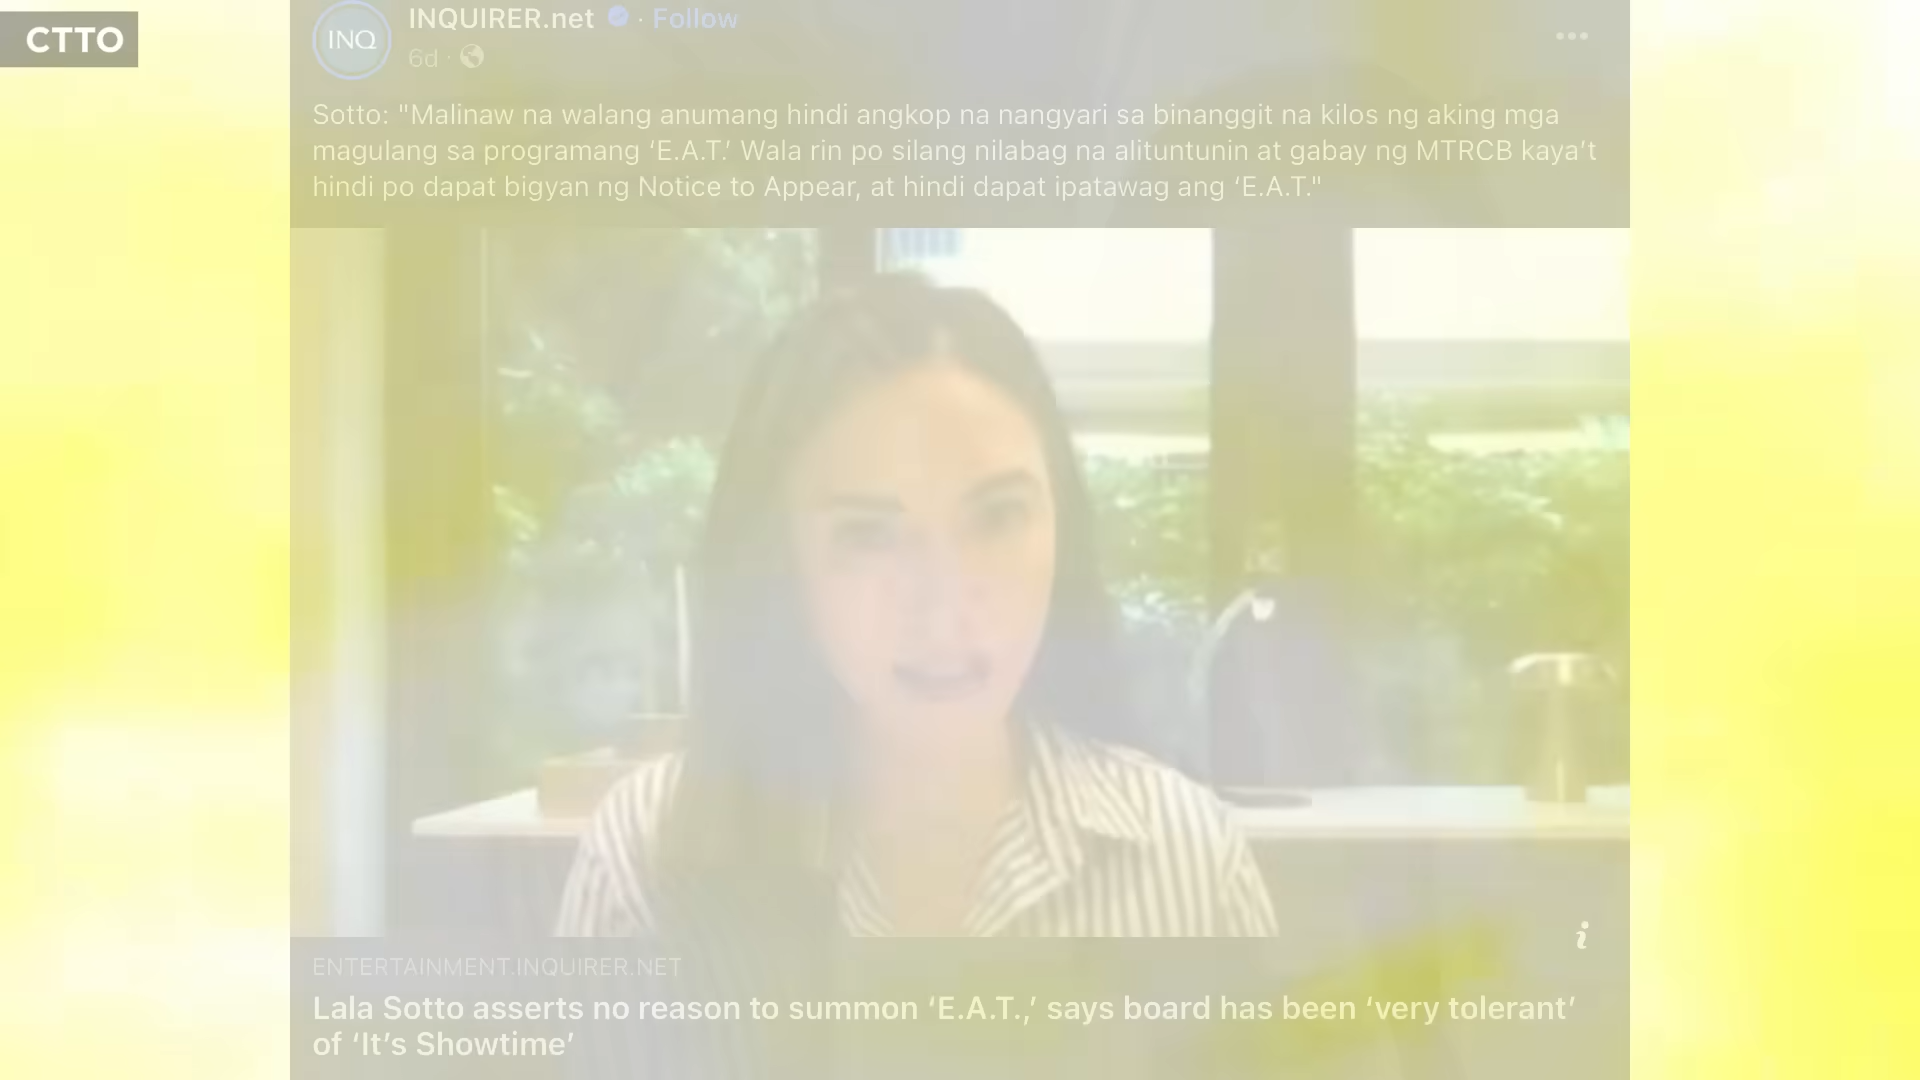 CTTO
INQ
INQUIRER.net · Follow
6d ·
Sotto: "Malinaw na walang anumang hindi angkop na nangyari sa binanggit na kilos ng aking mga
magulang sa programang ‘E.A.T.’ Wala rin po silang nilabag na alituntunin at gabay ng MTRCB kaya’t
hindi po dapat bigyan ng Notice to Appear, at hindi dapat ipatawag ang ‘E.A.T."
ENTERTAINMENT.INQUIRER.NET
Lala Sotto asserts no reason to summon ‘E.A.T.,’ says board has been ‘very tolerant’
of ‘It’s Showtime’